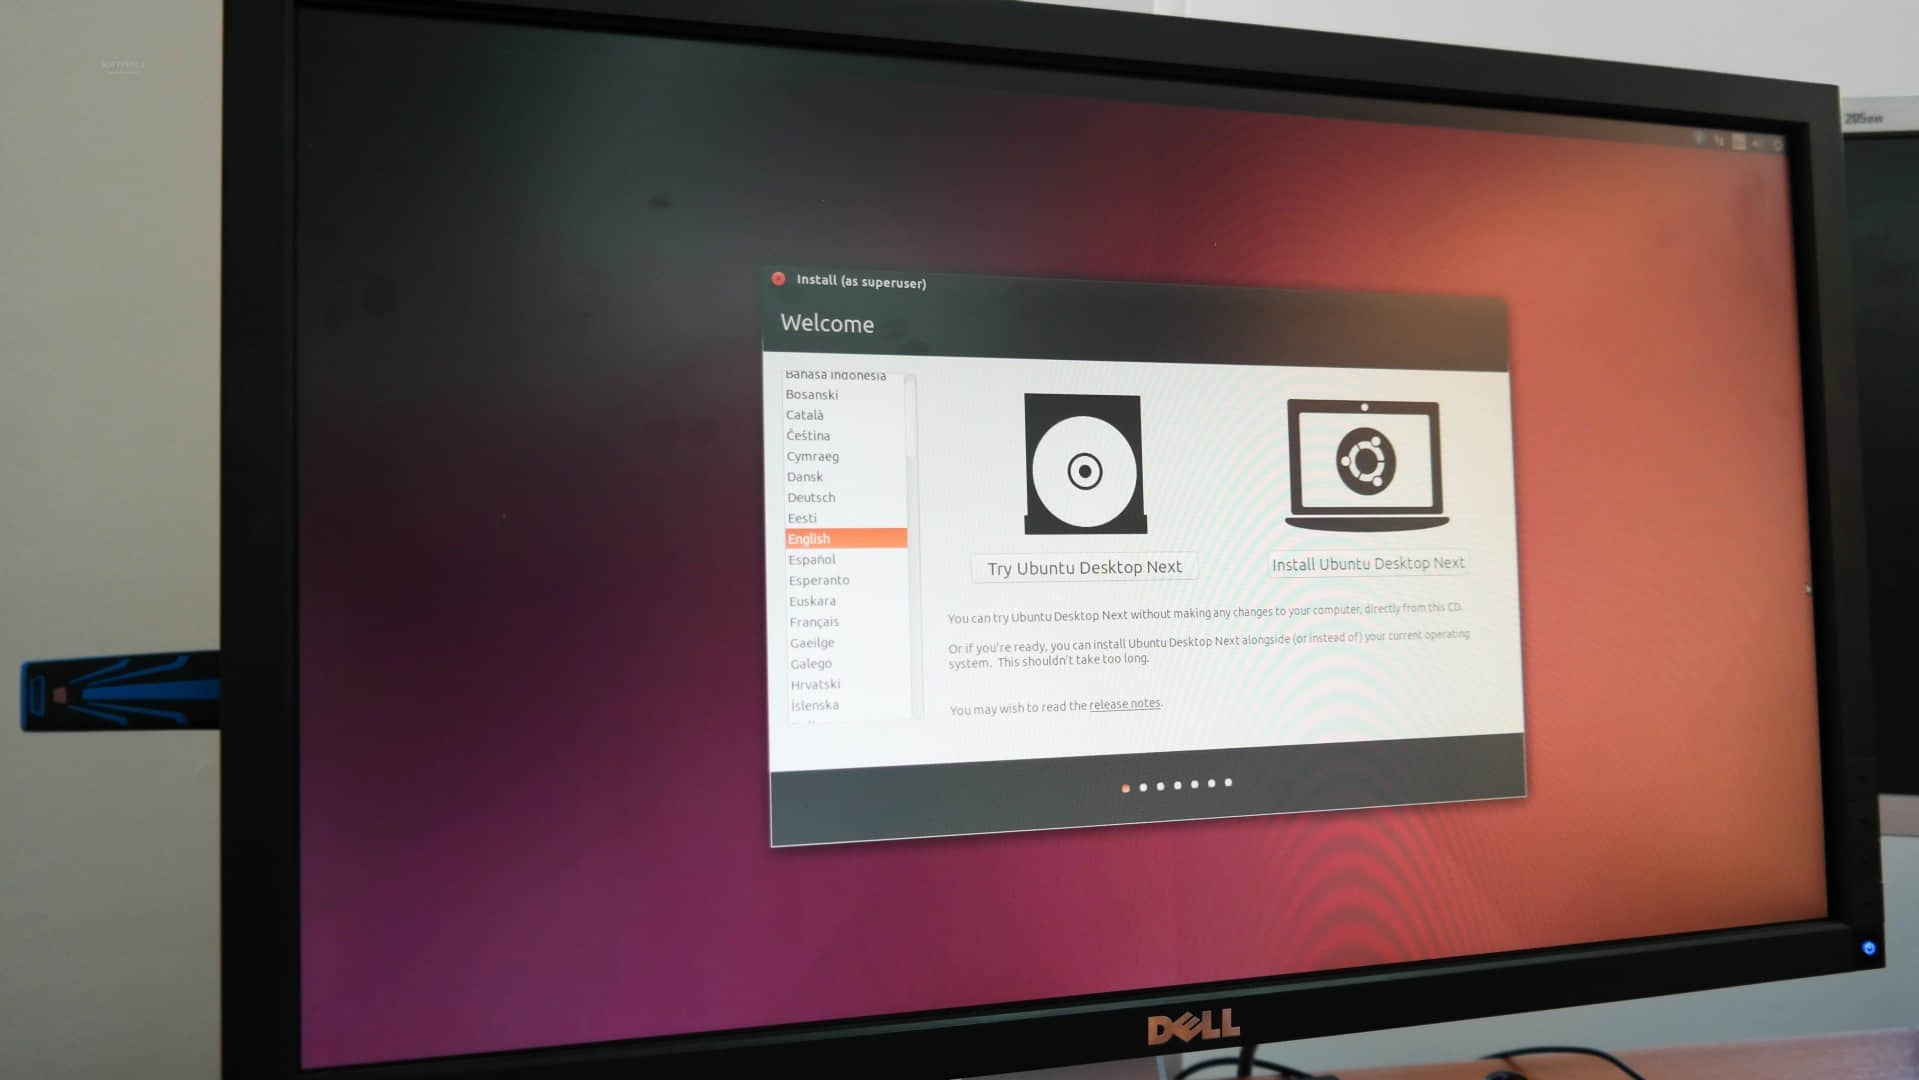 205ew
Install (as superuser)
Welcome
Bahasa Indonesia
Bosanski
Català
Čeština
Cymraeg
Dansk
Deutsch
Eesti
English
Español
Esperanto
Euskara
Français
Gaeilge
Galego
Hrvatski
Íslenska
Try Ubuntu Desktop Next
Install Ubuntu Desktop Next
You can try Ubuntu Desktop Next without making any changes to your computer, directly from this CD.
Or if you're ready, you can install Ubuntu Desktop Next alongside (or instead of) your current operating
system. This shouldn't take too long.
You may wish to read the release notes.
DELL